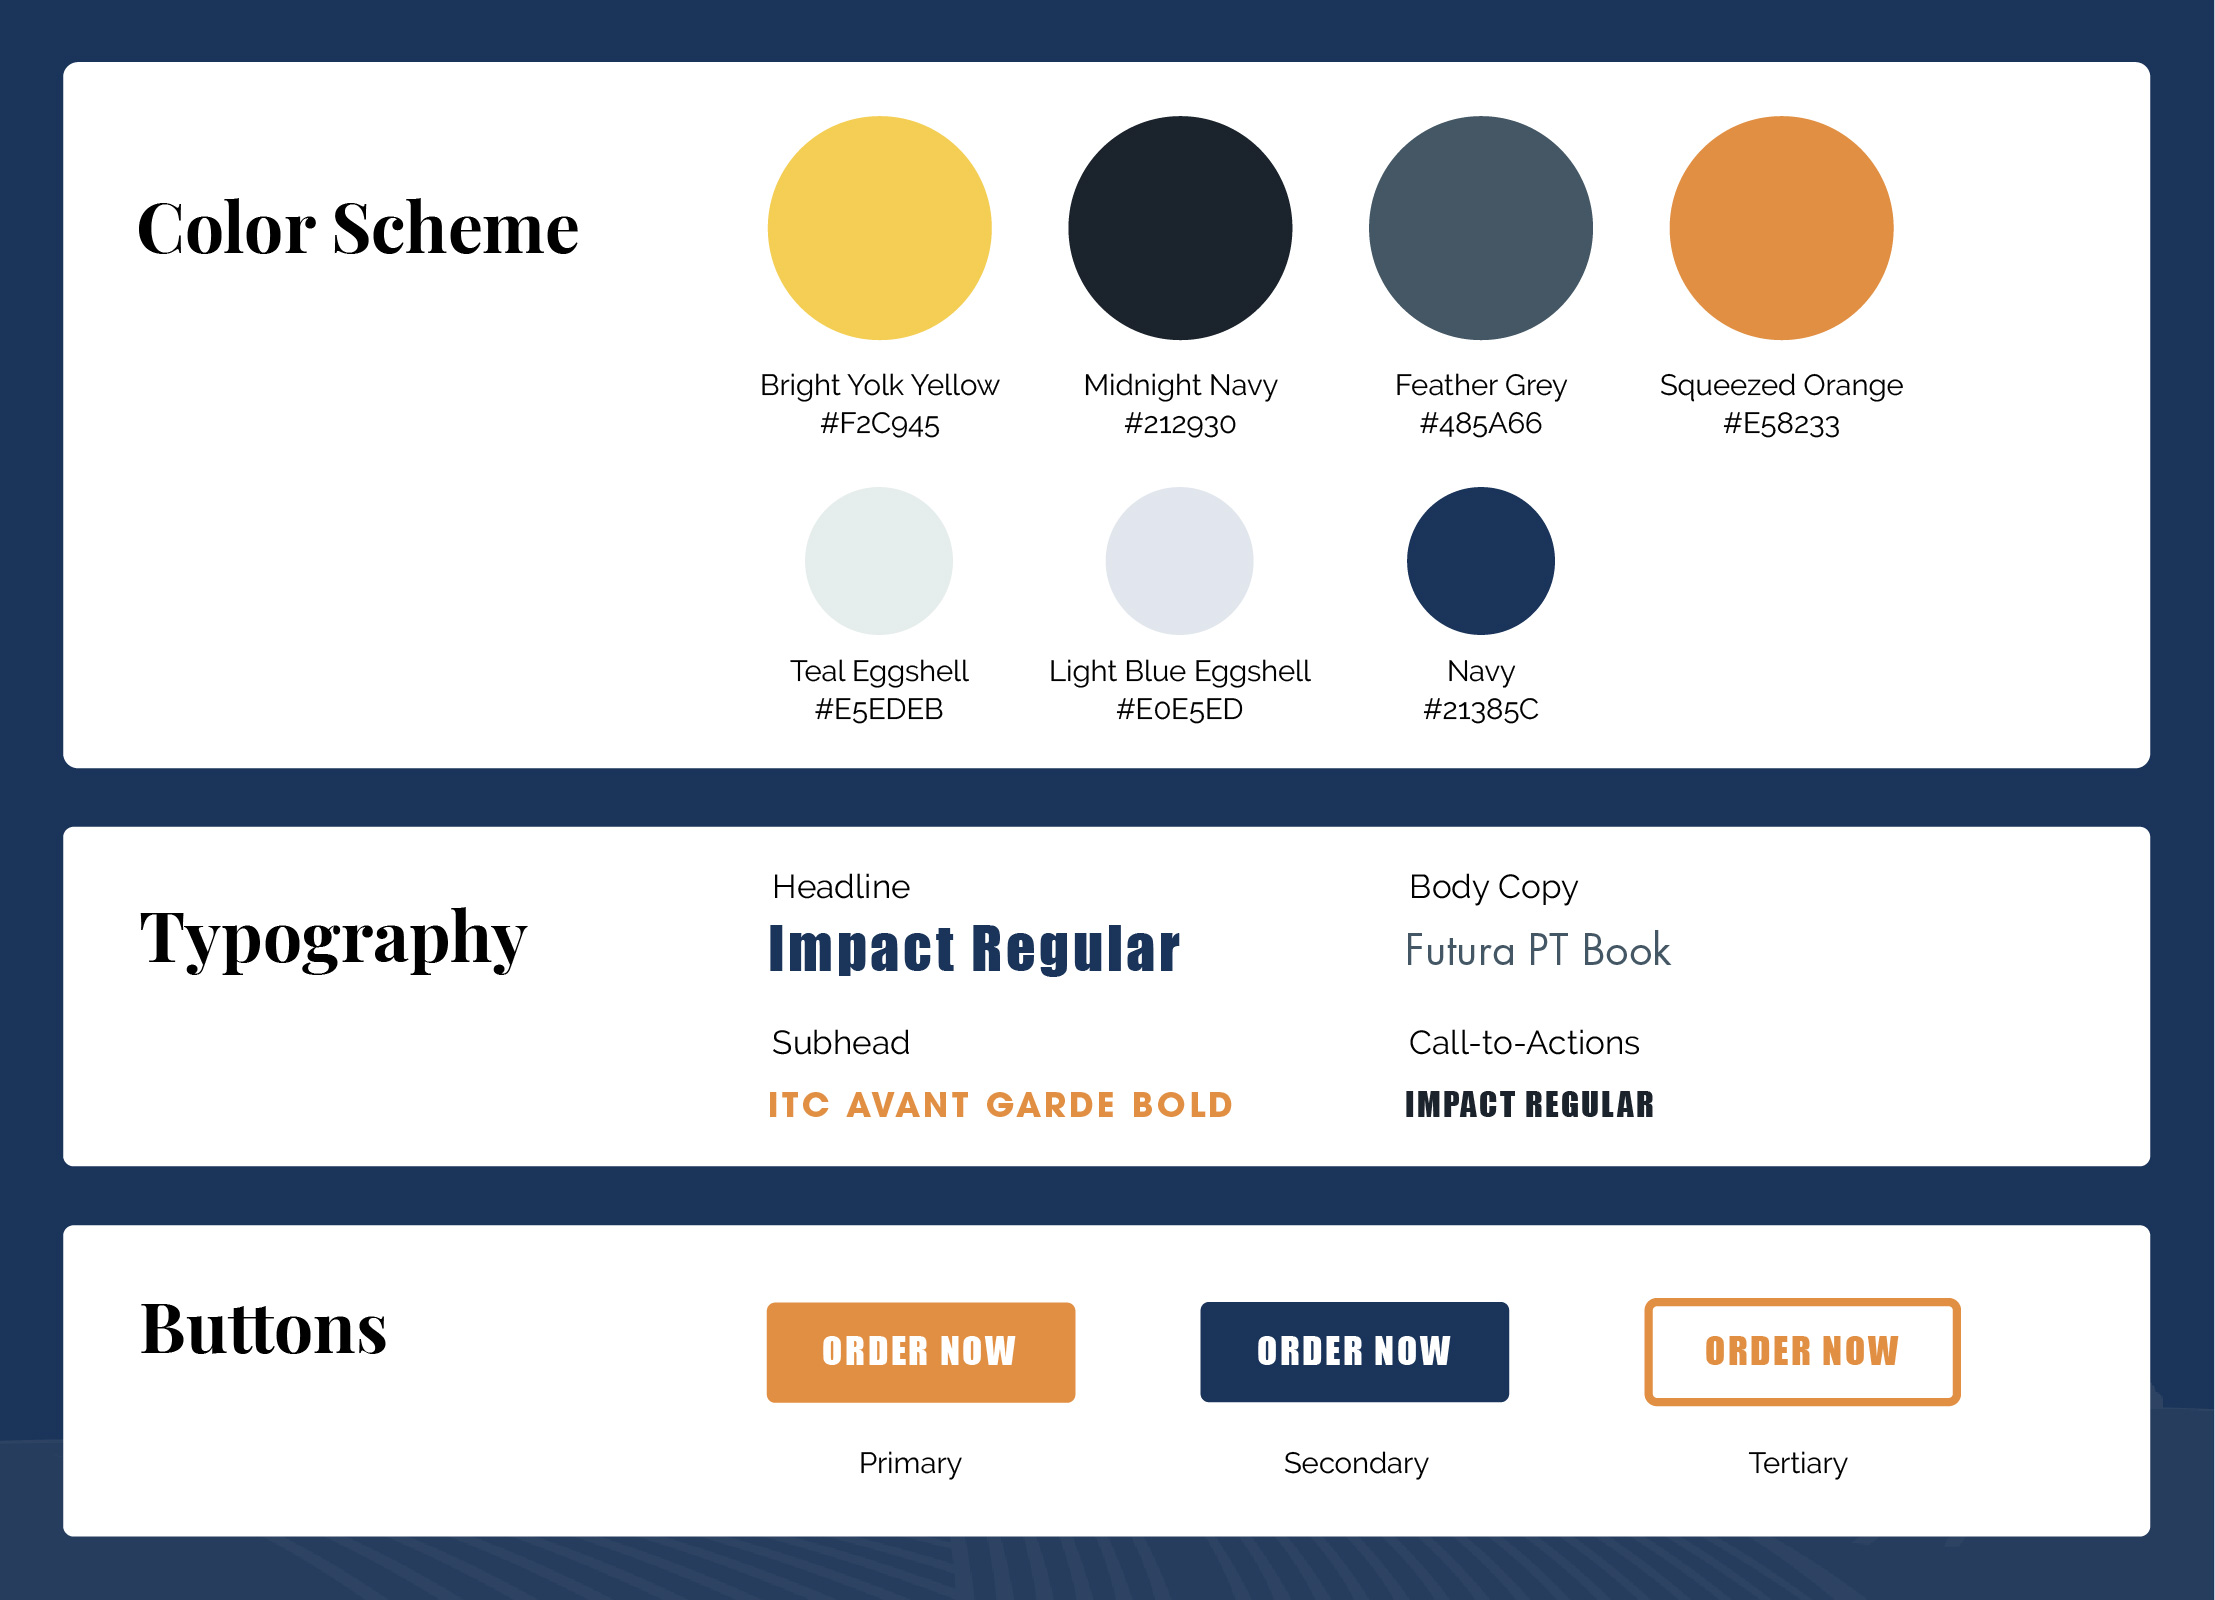 Color Scheme
Bright Yolk Yellow
#F2C945
Midnight Navy
#212930
Feather Grey
#485A66
Squeezed Orange
#E58233
Teal Eggshell
#E5EDEB
Light Blue Eggshell
#E0E5ED
Navy
#21385C
Typography
Headline
Impact Regular
Body Copy
Futura PT Book
Subhead
ITC AVANT GARDE BOLD
Call-to-Actions
IMPACT REGULAR
Buttons
ORDER NOW
Primary
ORDER NOW
Secondary
ORDER NOW
Tertiary